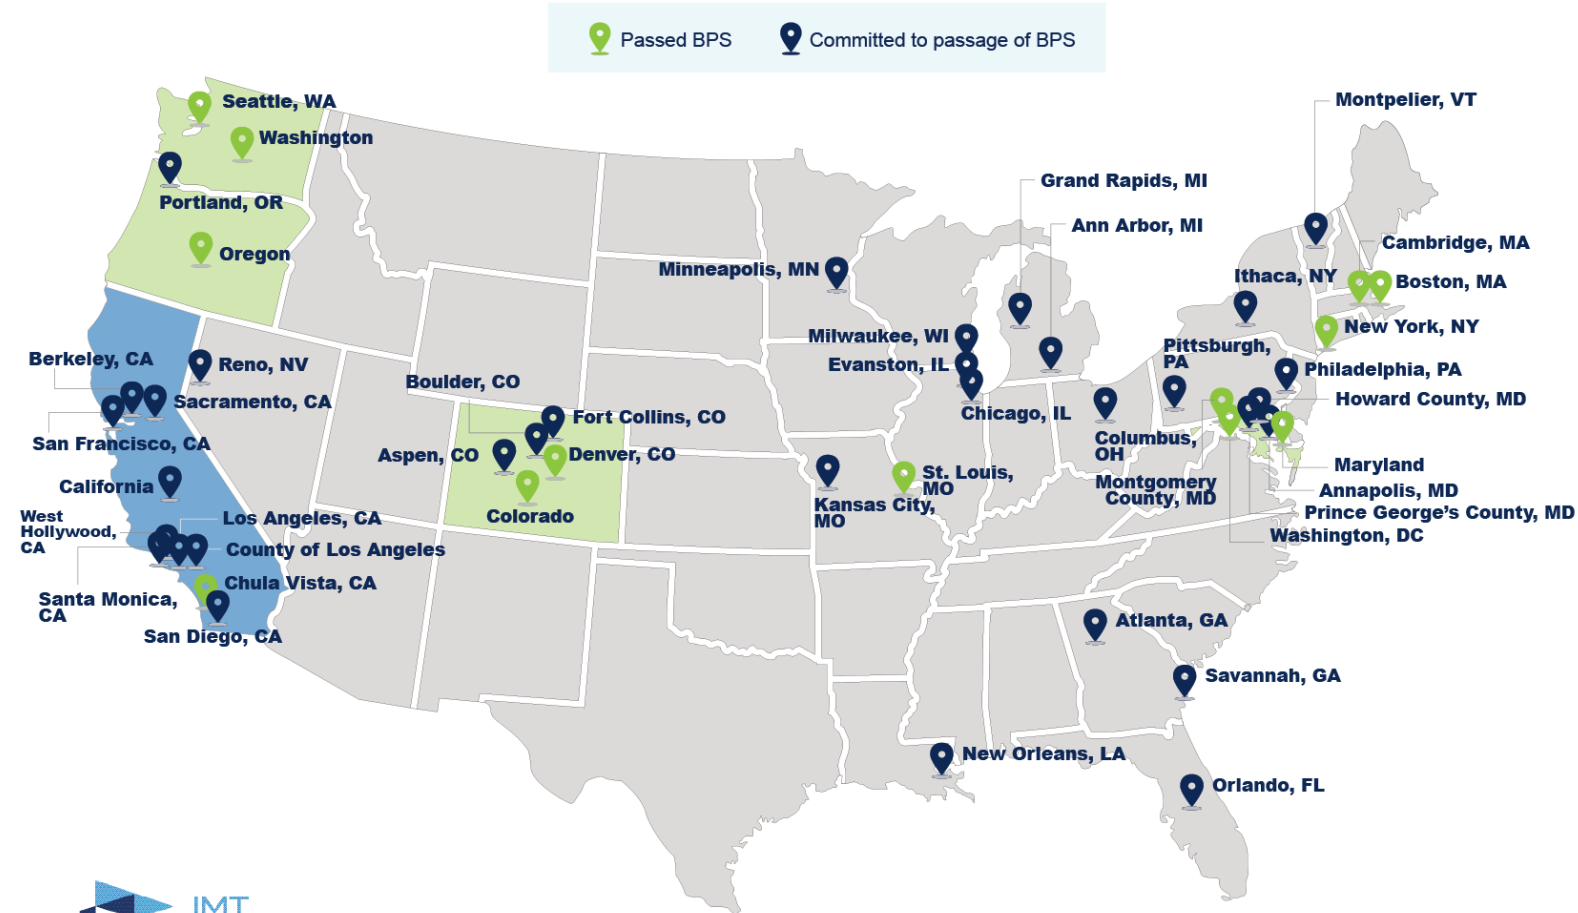 Passed BPS
Committed to passage of BPS
Seattle, WA
Washington
Portland, OR
Oregon
Montpelier, VT
Grand Rapids, MI
Ann Arbor, MI
Cambridge, MA
Minneapolis, MN
Ithaca, NY
Boston, MA
New York, NY
Milwaukee, WI
Pittsburgh,
PA
Berkeley, CA
Reno, NV
Evanston, IL
Philadelphia, PA
Boulder, CO
Sacramento, CA
Howard County, MD
Fort Collins, CO
Chicago, IL
San Francisco, CA
Columbus,
OH
Aspen, CO
Denver, CO
Maryland
St. Louis,
MO
California
Montgomery
County, MD
Annapolis, MD
Kansas City,
MO
Colorado
Prince George's County, MD
West
Hollywood,
CA
Los Angeles, CA
Washington, DC
County of Los Angeles
Chula Vista, CA
Santa Monica,
CA
San Diego, CA
Atlanta, GA
Savannah, GA
New Orleans, LA
Orlando, FL
IMT